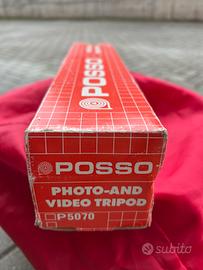 POSSO
POSSO
PHOTO-AND
VIDEO TRIPOD
P5070
subito